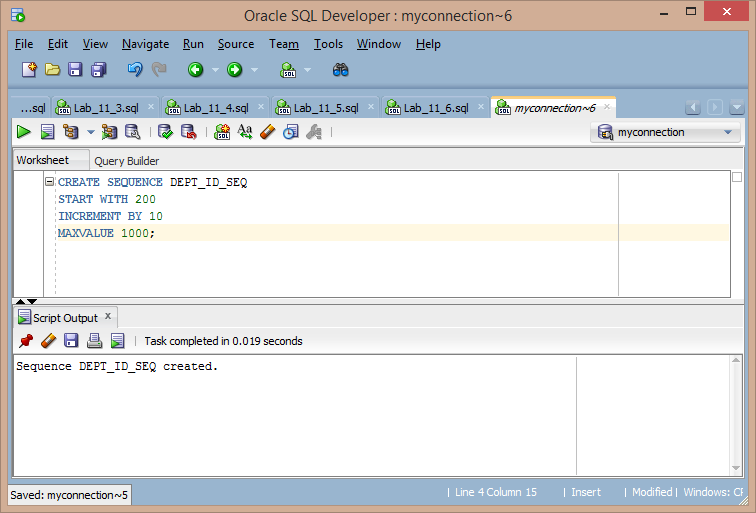 Oracle SQL Developer : myconnection~6
File Edit View Navigate Run Source Team Tools Window Help
...sql Lab_11_3.sql Lab_11_4.sql Lab_11_5.sql Lab_11_6.sql myconnection~6
myconnection
Worksheet Query Builder
CREATE SEQUENCE DEPT_ID_SEQ
START WITH 200
INCREMENT BY 10
MAXVALUE 1000;
Script Output x
Task completed in 0.019 seconds
Sequence DEPT_ID_SEQ created.
Saved: myconnection~5 Line 4 Column 15 Insert Modified Windows: CF